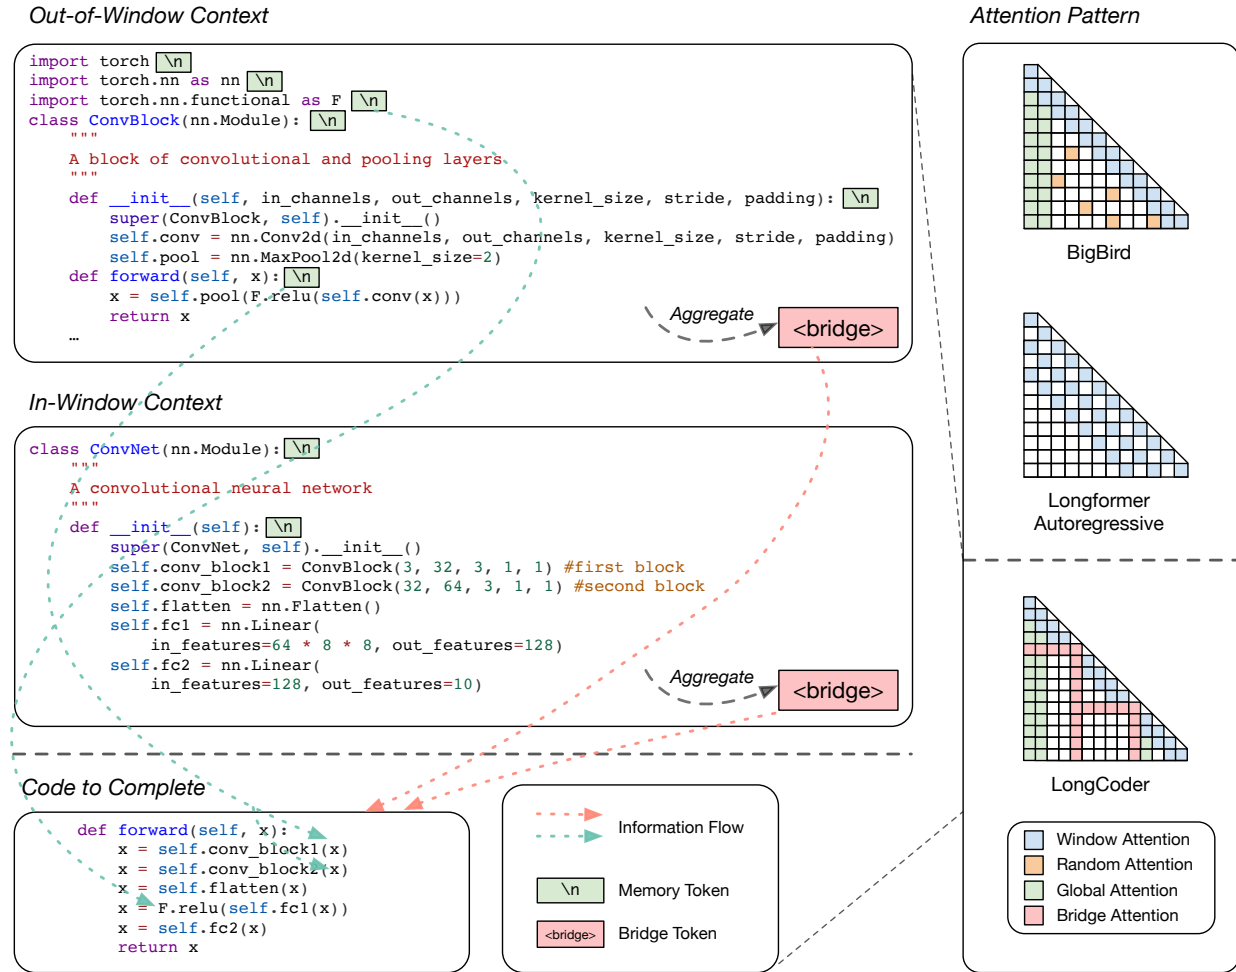 Out-of-Window Context
import torch \n
import torch.nn as nn \n
import torch.nn.functional as F \n
class ConvBlock(nn.Module): \n
"""
A block of convolutional and pooling layers
"""
def __init__(self, in_channels, out_channels, kernel_size, stride, padding): \n
super(ConvBlock, self).__init__()
self.conv = nn.Conv2d(in_channels, out_channels, kernel_size, stride, padding)
self.pool = nn.MaxPool2d(kernel_size=2)
def forward(self, x): \n
x = self.pool(F.relu(self.conv(x)))
return x
…
Aggregate
<bridge>
In-Window Context
class ConvNet(nn.Module): \n
"""
A convolutional neural network
"""
def __init__(self): \n
super(ConvNet, self).__init__()
self.conv_block1 = ConvBlock(3, 32, 3, 1, 1) #first block
self.conv_block2 = ConvBlock(32, 64, 3, 1, 1) #second block
self.flatten = nn.Flatten()
self.fc1 = nn.Linear(
in_features=64 * 8 * 8, out_features=128)
self.fc2 = nn.Linear(
in_features=128, out_features=10)
Aggregate
<bridge>
Code to Complete
def forward(self, x):
x = self.conv_block1(x)
x = self.conv_block2(x)
x = self.flatten(x)
x = F.relu(self.fc1(x))
x = self.fc2(x)
return x
Information Flow
\n Memory Token
<bridge> Bridge Token
Attention Pattern
BigBird
Longformer
Autoregressive
LongCoder
Window Attention
Random Attention
Global Attention
Bridge Attention